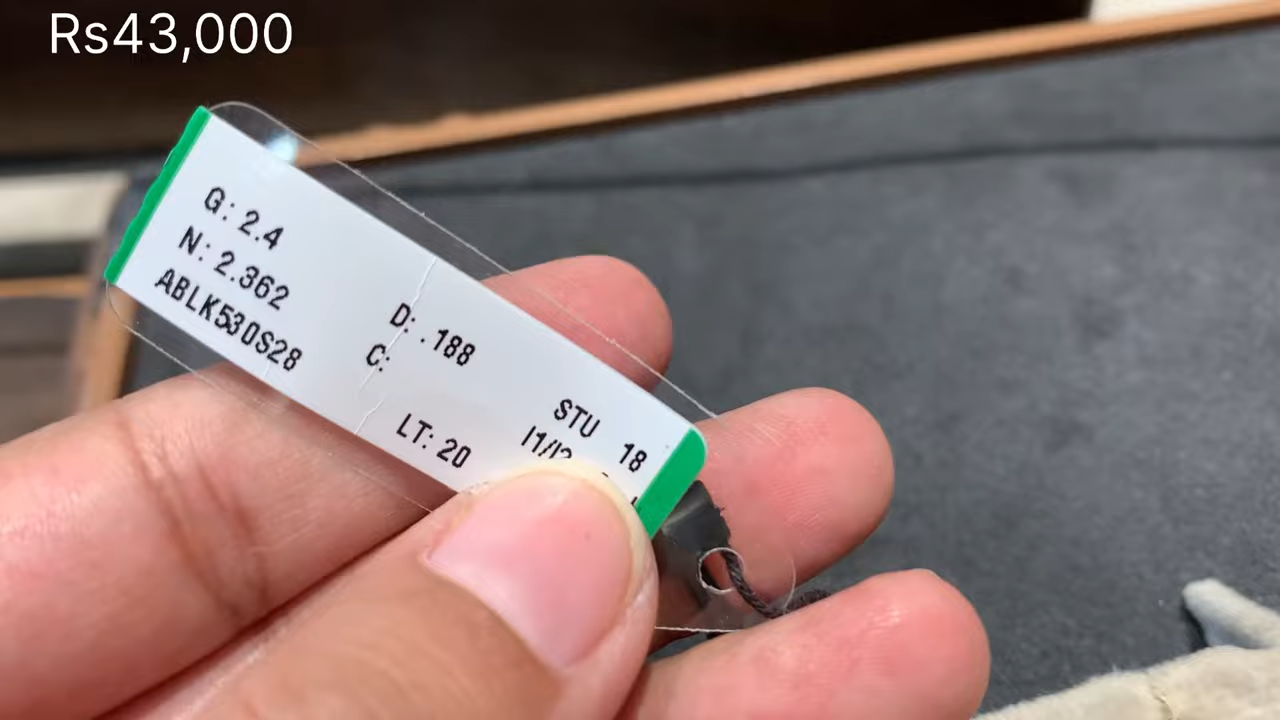 Rs43,000
G: 2.4
N: 2.362
ABLK530S28
D: .188
C:
LT: 20
STU 18